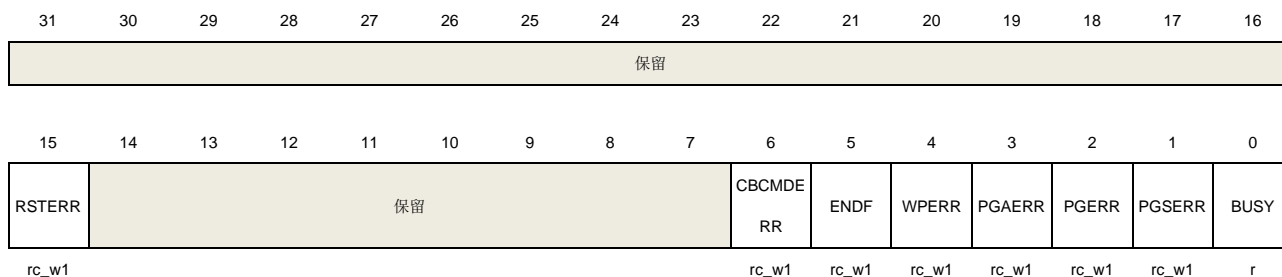 31 30 29 28 27 26 25 24 23 22 21 20 19 18 17 16
保留
15 14 13 12 11 10 9 8 7 6 5 4 3 2 1 0
RSTERR 保留 CBCMDE ENDF WPERR PGAERR PGERR PGSERR BUSY
RR
rc_w1 rc_w1 rc_w1 rc_w1 rc_w1 rc_w1 rc_w1 r